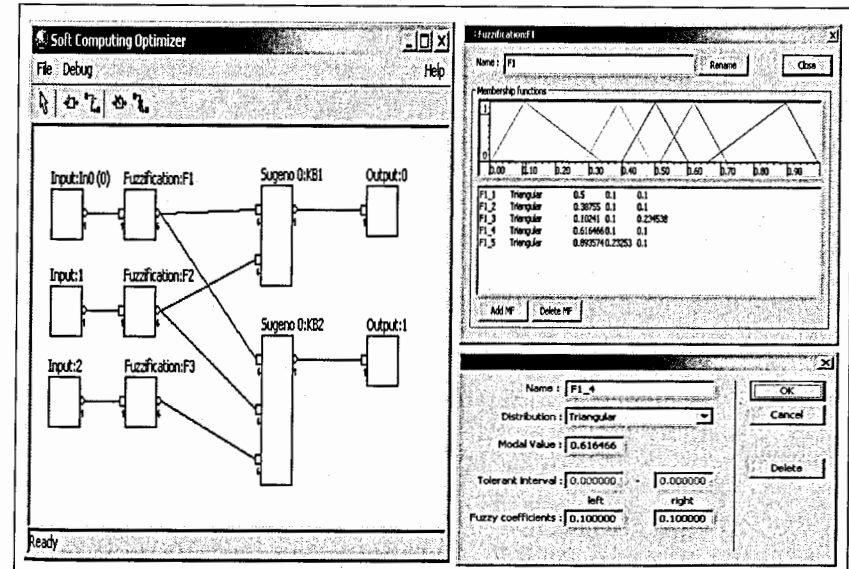 Soft Computing Optimizer
File Debug Help
Input:In0 (0) Fuzzification:F1 Sugeno 0:KB1 Output:0
Input:1 Fuzzification:F2
Sugeno 0:KB2 Output:1
Input:2 Fuzzification:F3
Ready
Fuzzification:F1
Name : F1 Rename Close
Membership functions
1
0
0.00 0.10 0.20 0.30 0.40 0.50 0.60 0.70 0.80 0.90
F1_1 Triangular 0.5 0.1 0.1
F1_2 Triangular 0.38755 0.1 0.1
F1_3 Triangular 0.10241 0.1 0.234538
F1_4 Triangular 0.616466 0.1 0.1
F1_5 Triangular 0.893574 0.23253 0.1
Add MF Delete MF
Name : F1_4 OK
Distribution : Triangular Cancel
Modal Value : 0.616466
Delete
Tolerant Interval : 0.000000 - 0.000000
left right
Fuzzy coefficients : 0.100000 0.100000